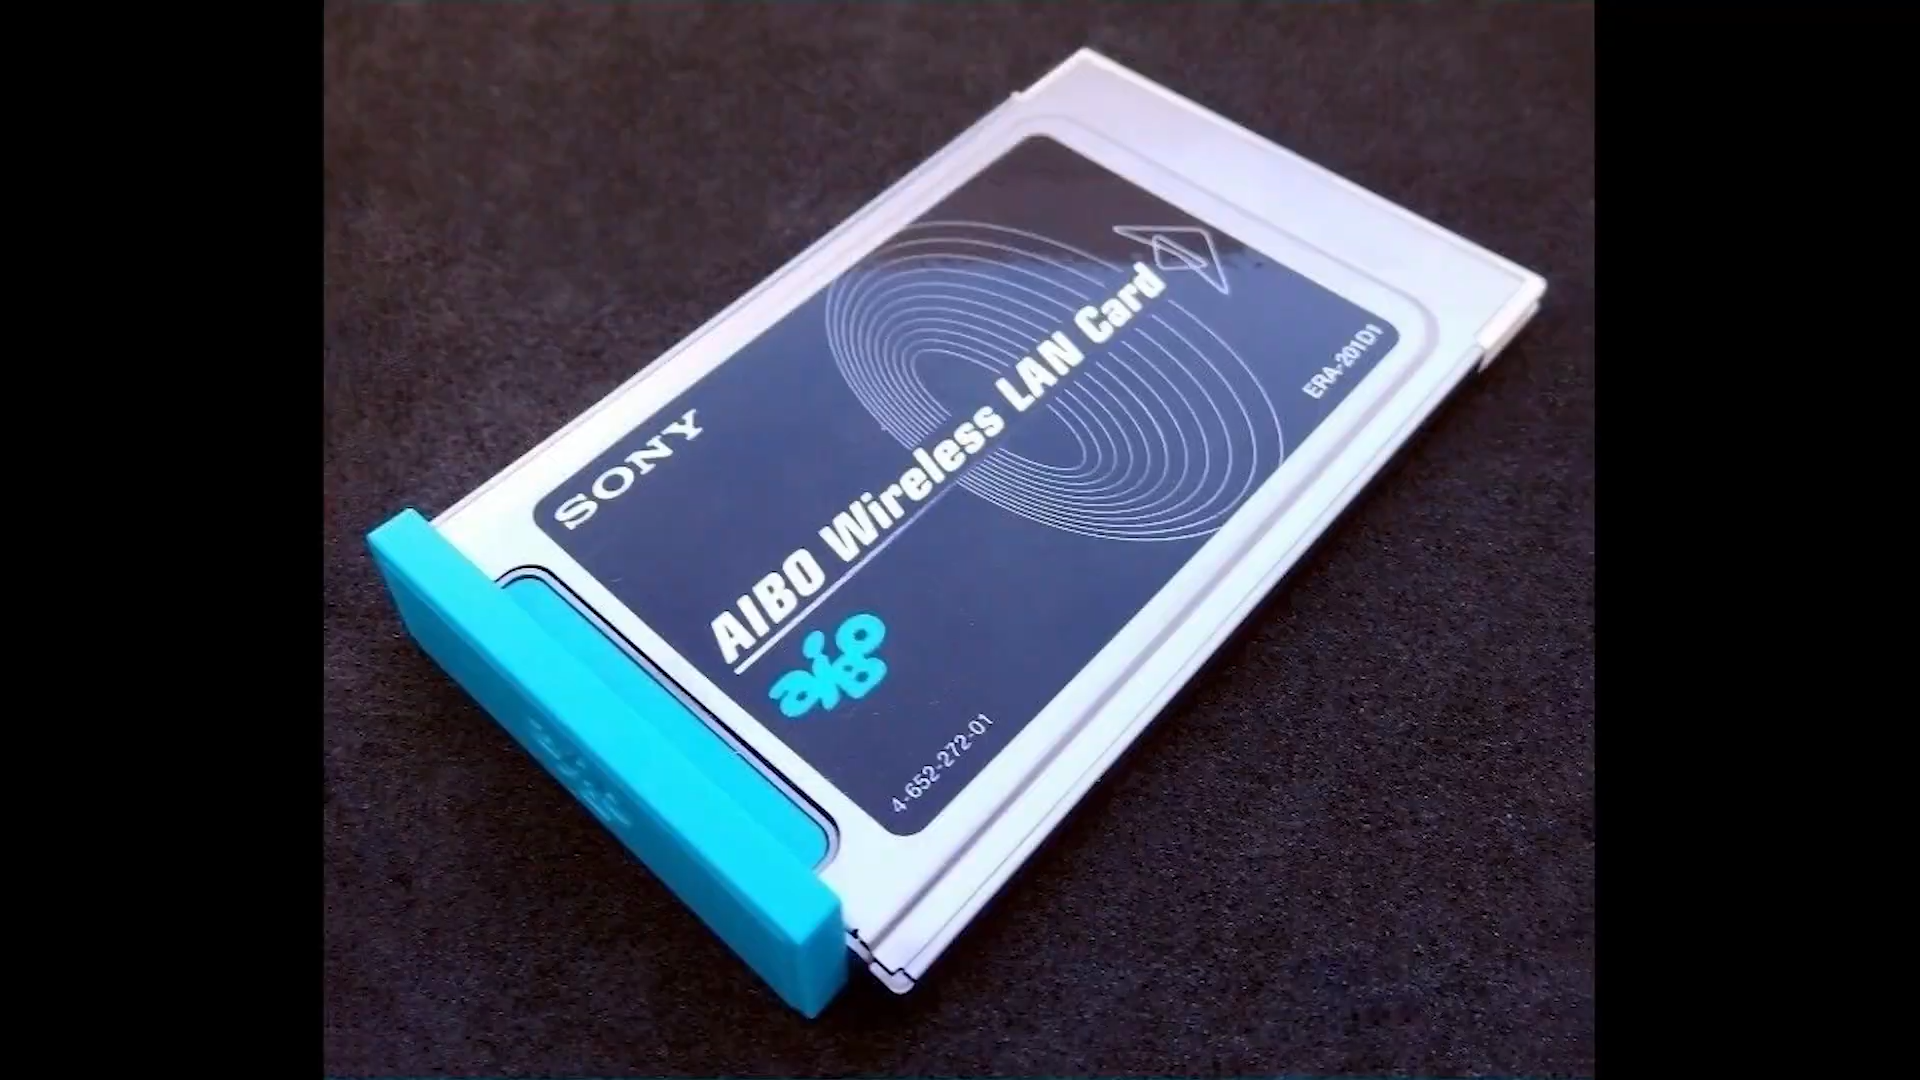 SONY
AIBO Wireless LAN Card
aiBo
ERA-201D1
4-652-272-01